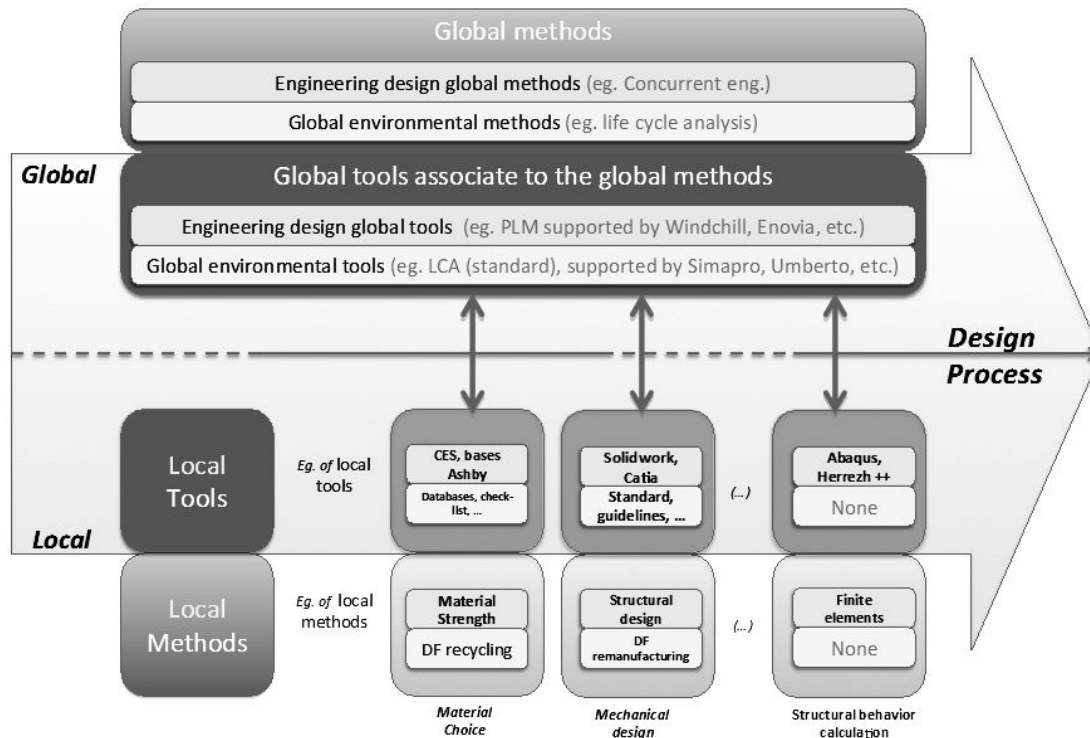 Global methods
Engineering design global methods (eg. Concurrent eng.)
Global environmental methods (eg. life cycle analysis)
Global
Global tools associate to the global methods
Engineering design global tools (eg. PLM supported by Windchill, Enovia, etc.)
Global environmental tools (eg. LCA (standard), supported by Simapro, Umberto, etc.)
Design
Process
Local
Tools
Eg. of local
tools
CES, bases
Ashby
Databases, check-
list, ...
Solidwork,
Catia
Standard,
guidelines, ...
(...)
Abaqus,
Herrezh ++
None
Local
Local
Methods
Eg. of local
methods
Material
Strength
DF recycling
Structural
design
DF
remanufacturing
(...)
Finite
elements
None
Material
Choice
Mechanical
design
Structural behavior
calculation